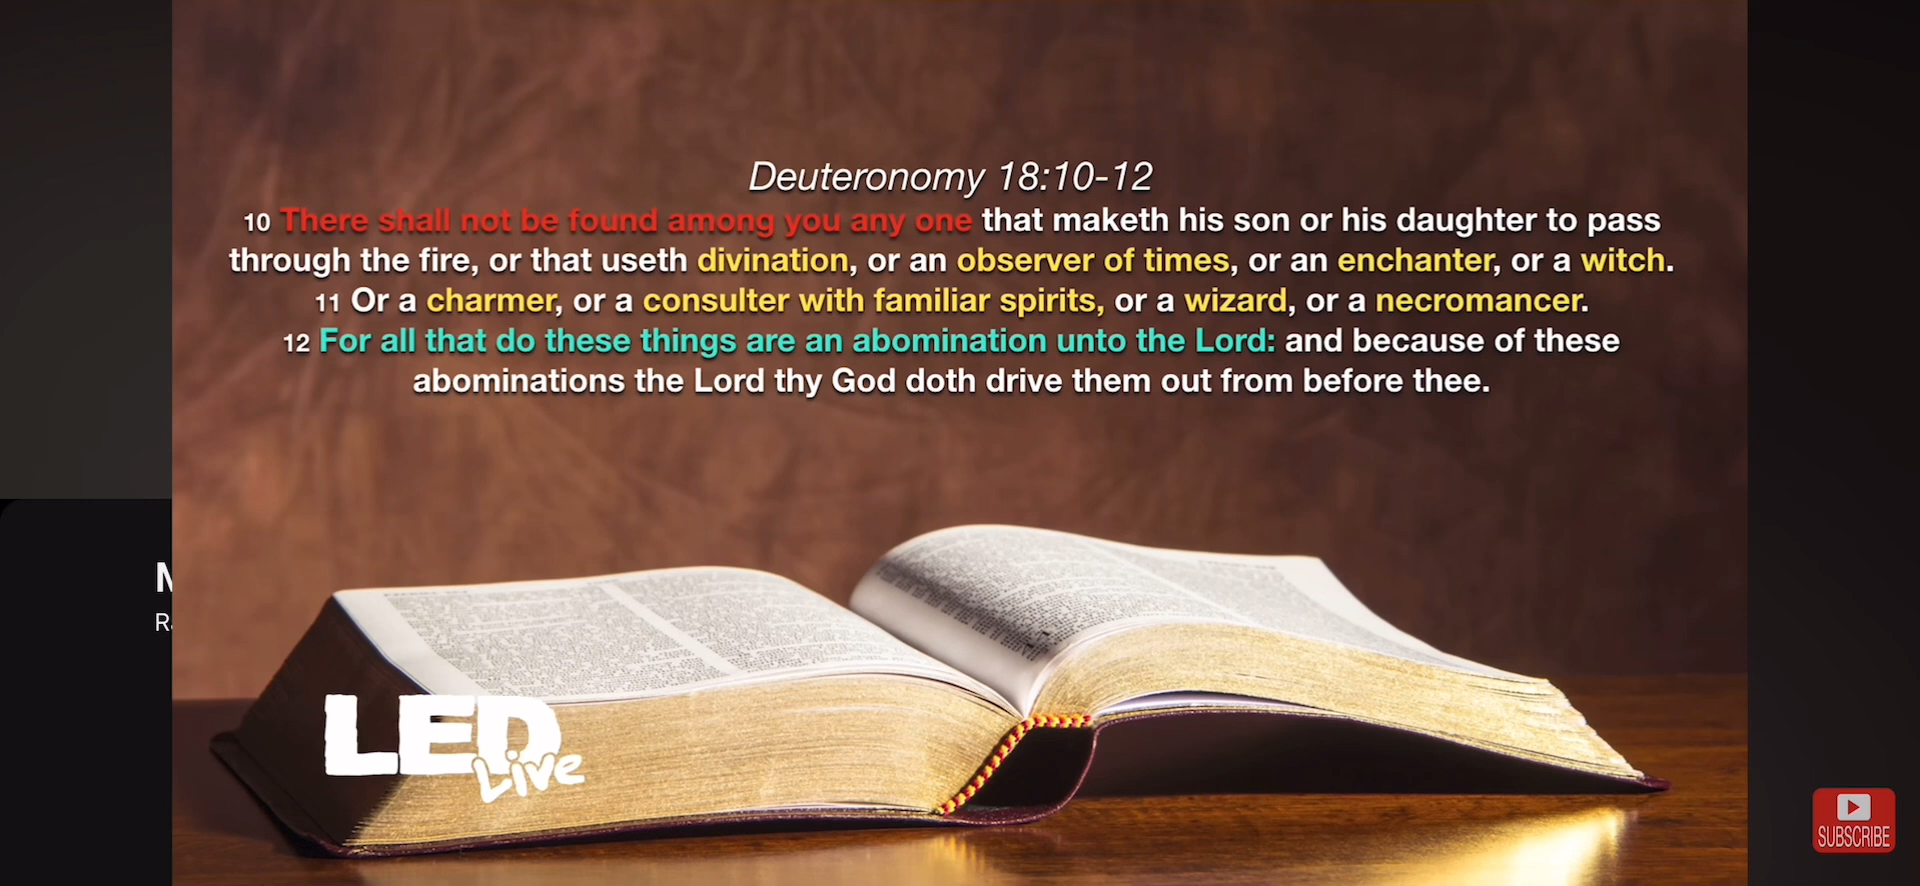 Deuteronomy 18:10-12
10 There shall not be found among you any one that maketh his son or his daughter to pass
through the fire, or that useth divination, or an observer of times, or an enchanter, or a witch.
11 Or a charmer, or a consulter with familiar spirits, or a wizard, or a necromancer.
12 For all that do these things are an abomination unto the Lord: and because of these
abominations the Lord thy God doth drive them out from before thee.
LED
Live
SUBSCRIBE